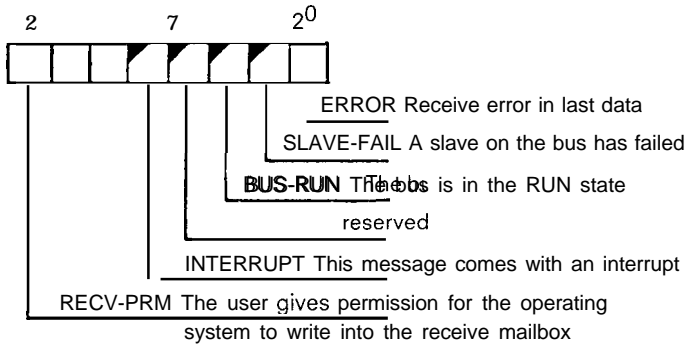 2 7 2⁰
ERROR Receive error in last data
SLAVE-FAIL A slave on the bus has failed
BUS-RUN The bus is in the RUN state
reserved
INTERRUPT This message comes with an interrupt
RECV-PRM The user gives permission for the operating
system to write into the receive mailbox